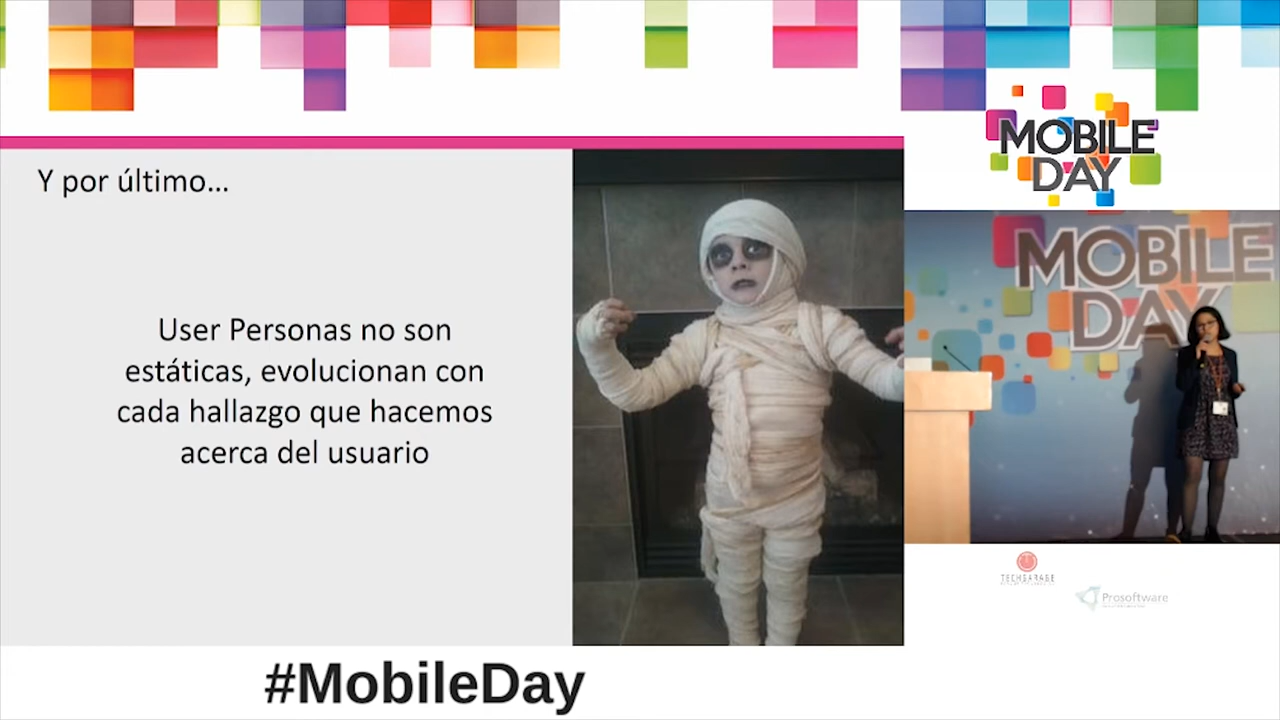 Y por último...
User Personas no son
estáticas, evolucionan con
cada hallazgo que hacemos
acerca del usuario
MOBILE
DAY
MOBILE
DAY
TECHGARAGE
Prosoftware
#MobileDay